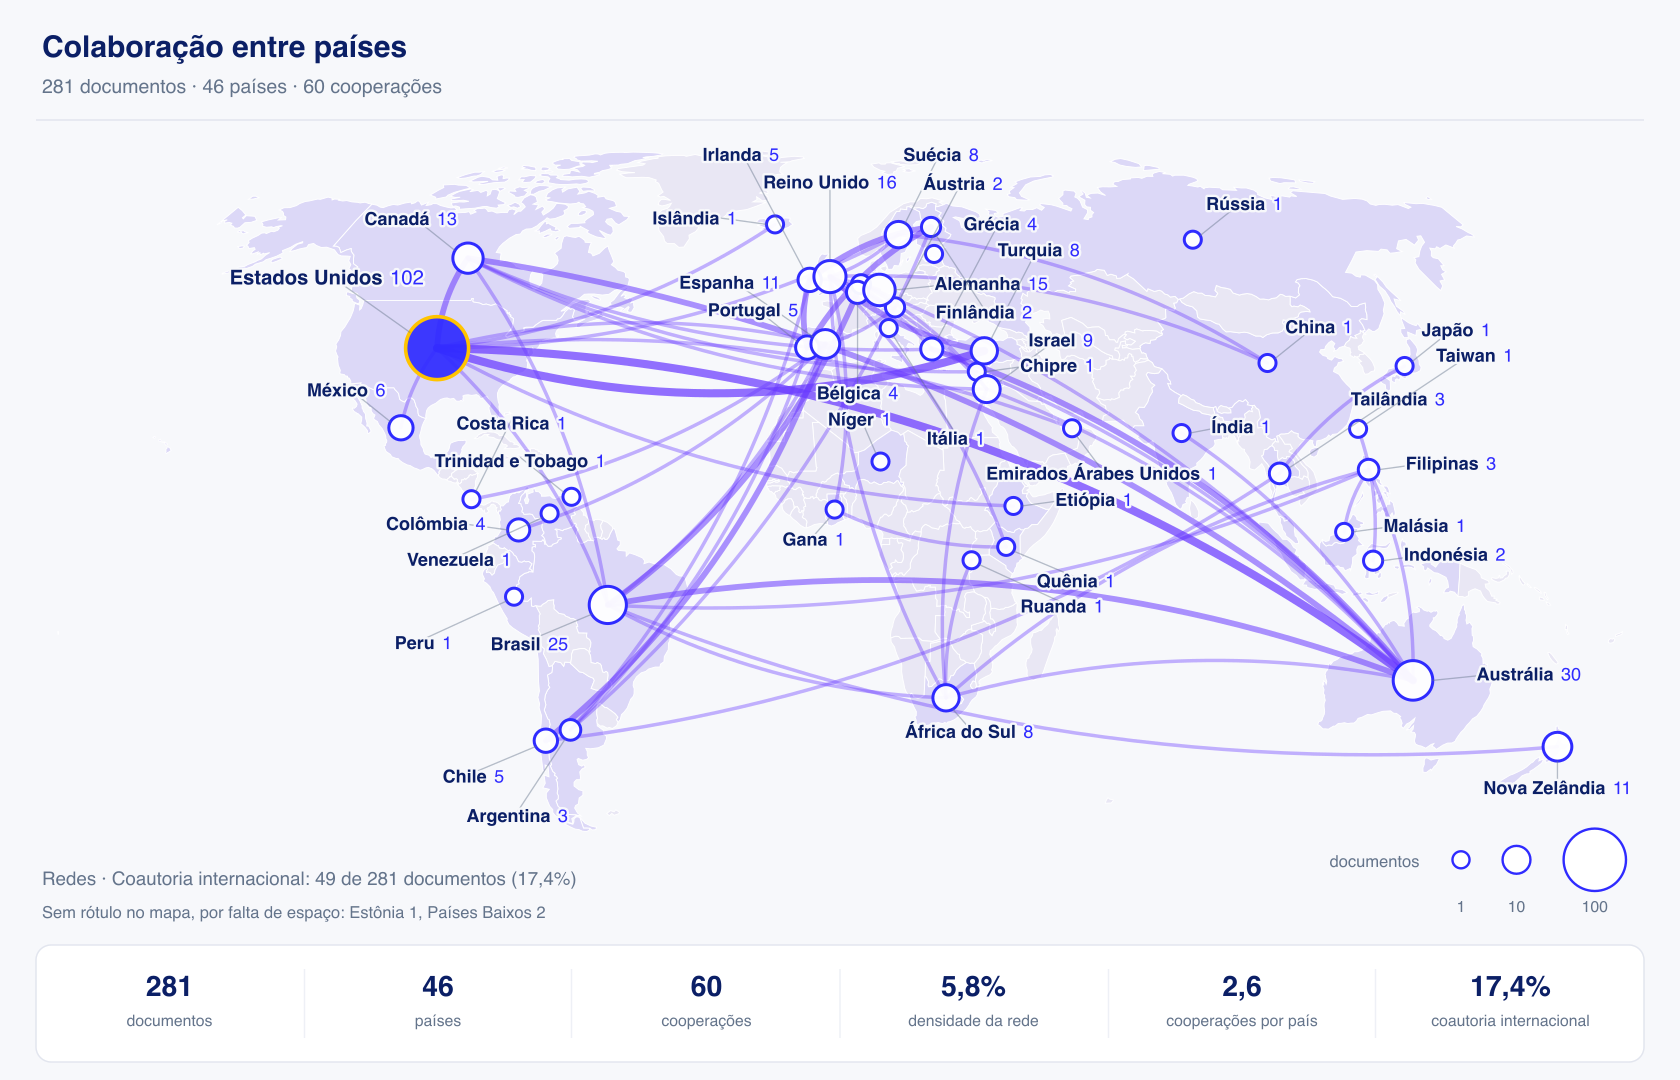 Colaboração entre países
281 documentos · 46 países · 60 cooperações
Irlanda 5
Suécia 8
Reino Unido 16
Áustria 2
Rússia 1
Canadá 13
Islândia 1
Grécia 4
Turquia 8
Estados Unidos 102
Espanha 11
Alemanha 15
Portugal 5
Finlândia 2
China 1
Japão 1
Israel 9
Taiwan 1
Chipre 1
México 6
Bélgica 4
Tailândia 3
Níger 1
Costa Rica 1
Índia 1
Itália 1
Trinidad e Tobago 1
Filipinas 3
Emirados Árabes Unidos 1
Etiópia 1
Colômbia 4
Malásia 1
Gana 1
Indonésia 2
Venezuela 1
Quênia 1
Ruanda 1
Peru 1
Brasil 25
Austrália 30
África do Sul 8
Chile 5
Nova Zelândia 11
Argentina 3
documentos
1
10
100
Redes · Coautoria internacional: 49 de 281 documentos (17,4%)
Sem rótulo no mapa, por falta de espaço: Estônia 1, Países Baixos 2
281
documentos
46
países
60
cooperações
5,8%
densidade da rede
2,6
cooperações por país
17,4%
coautoria internacional